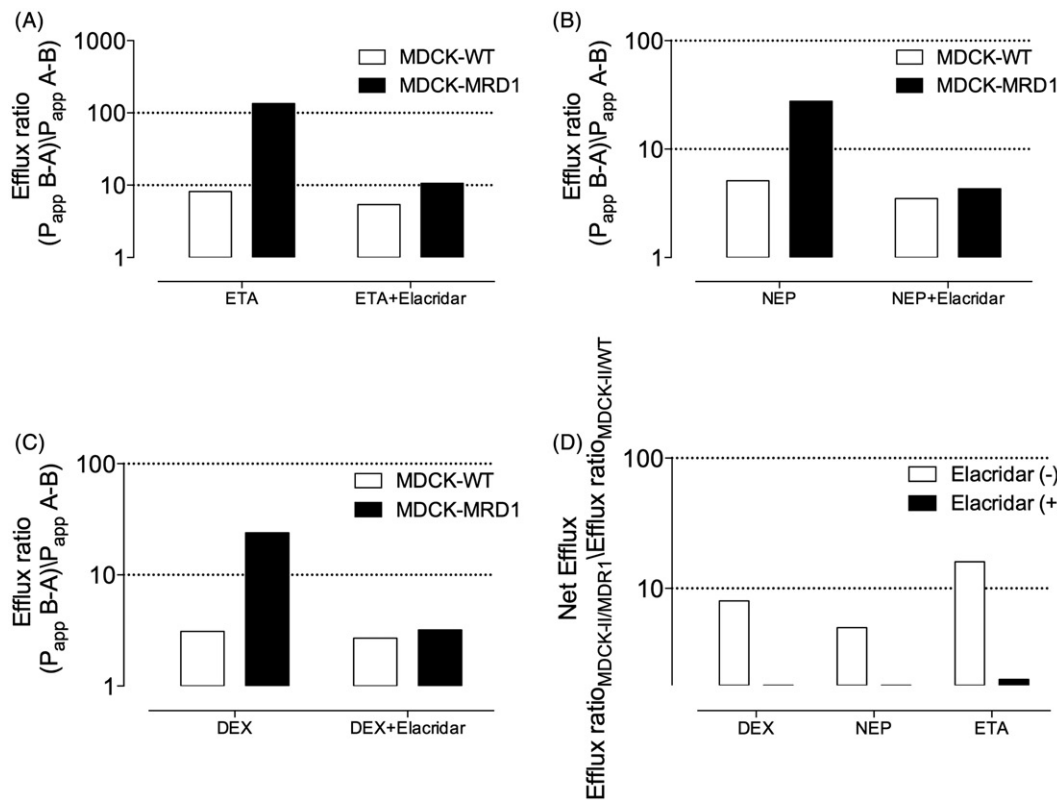 (A)
Efflux ratio
(Papp B-A)\Papp A-B)
1000
100
10
1
MDCK-WT
MDCK-MRD1
ETA
ETA+Elacridar
(B)
Efflux ratio
(Papp B-A)\Papp A-B)
100
10
1
MDCK-WT
MDCK-MRD1
NEP
NEP+Elacridar
(C)
Efflux ratio
(Papp B-A)\Papp A-B)
100
10
1
MDCK-WT
MDCK-MRD1
DEX
DEX+Elacridar
(D)
Net Efflux
Efflux ratioMDCK-II/MDR1\Efflux ratioMDCK-II/WT
100
10
Elacridar (-)
Elacridar (+
DEX
NEP
ETA